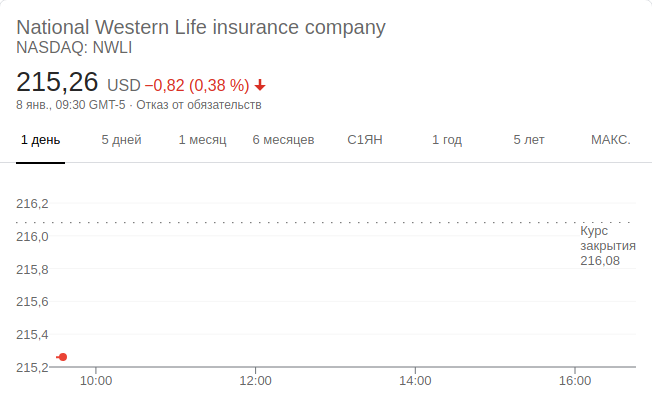 National Western Life insurance company
NASDAQ: NWLI
215,26 USD −0,82 (0,38 %)
8 янв., 09:30 GMT-5 · Отказ от обязательств
1 день 5 дней 1 месяц 6 месяцев С1ЯН 1 год 5 лет МАКС.
216,2
216,0
215,8
215,6
215,4
215,2
Курс
закрытия
216,08
10:00 12:00 14:00 16:00